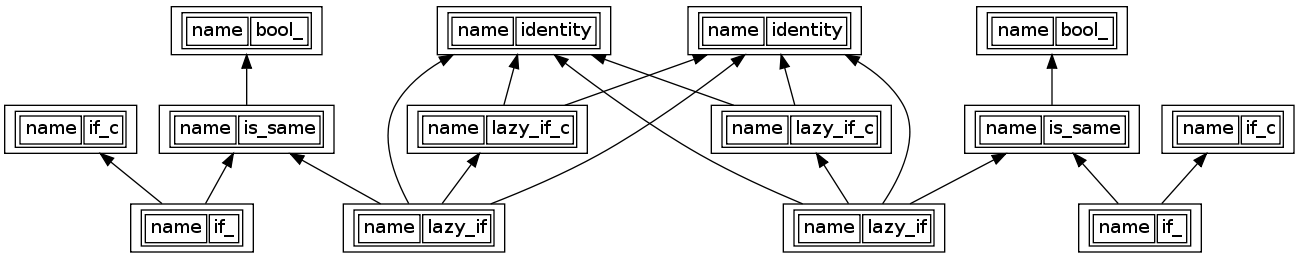 name bool_ name identity name identity name bool_
name if_c name is_same name lazy_if_c name lazy_if_c name is_same name if_c
name if_ name lazy_if name lazy_if name if_